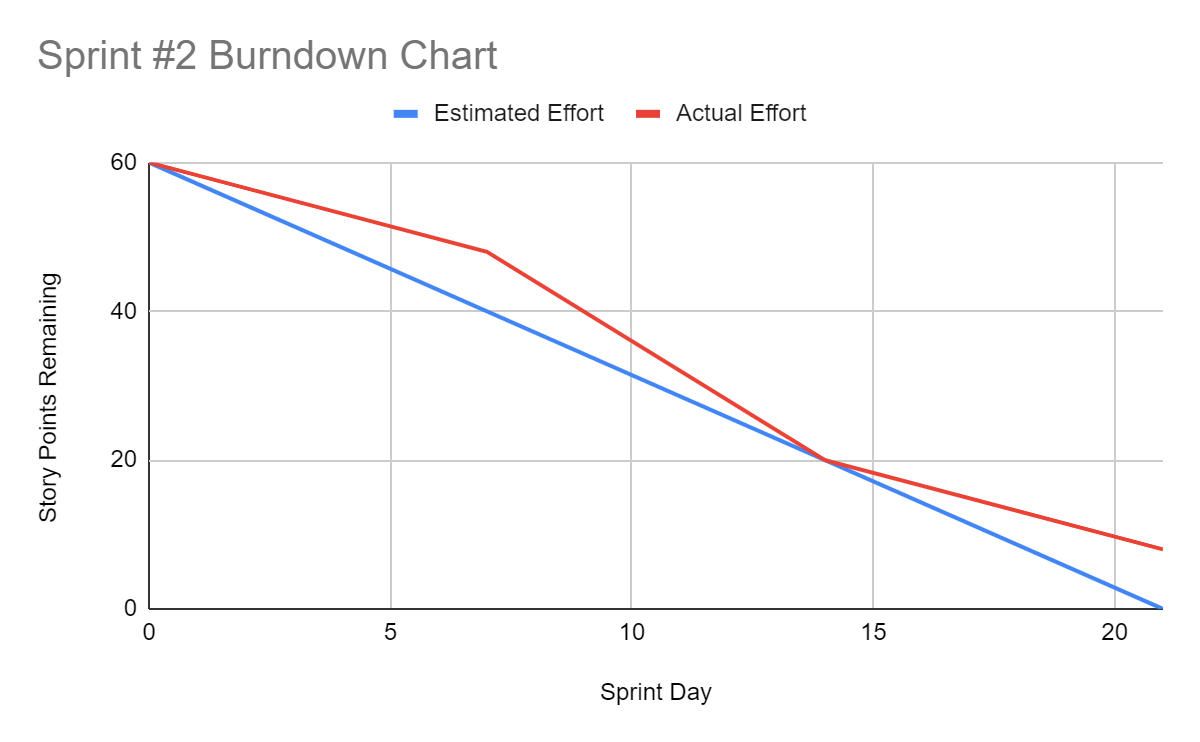 Sprint #2 Burndown Chart
Estimated Effort
Actual Effort
60
40
20
0
Story Points Remaining
0
5
10
15
20
Sprint Day